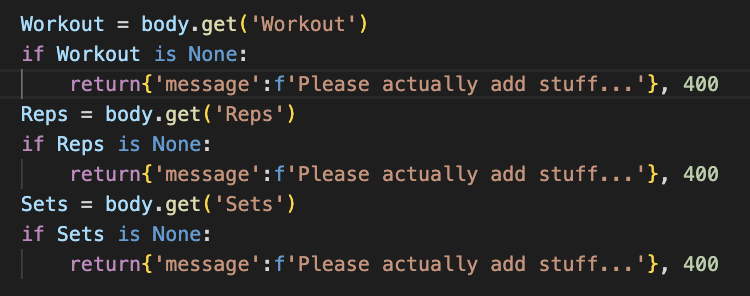 Workout = body.get('Workout')
if Workout is None:
    return{'message':f'Please actually add stuff...'}, 400
Reps = body.get('Reps')
if Reps is None:
    return{'message':f'Please actually add stuff...'}, 400
Sets = body.get('Sets')
if Sets is None:
    return{'message':f'Please actually add stuff...'}, 400